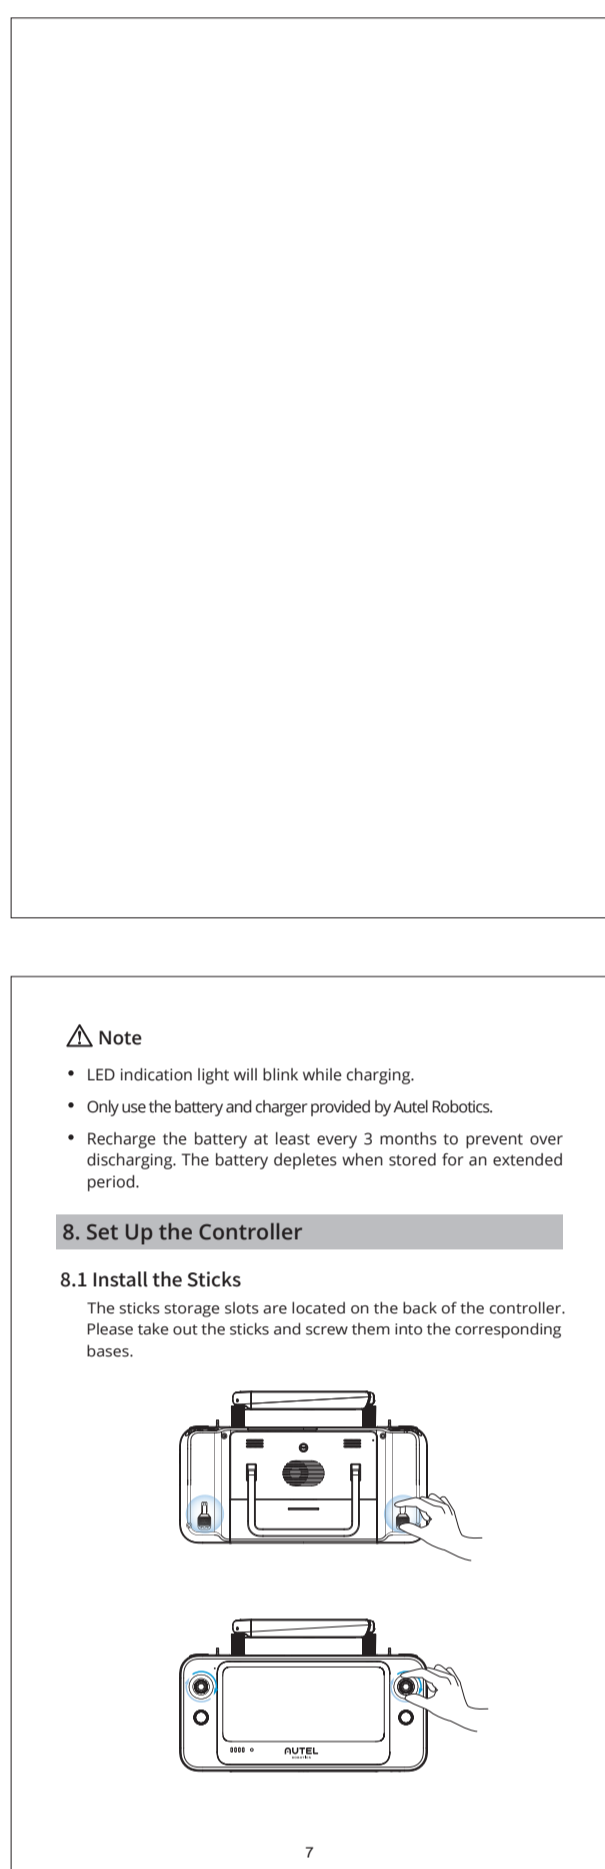 Note
• LED indication light will blink while charging.
• Only use the battery and charger provided by Autel Robotics.
• Recharge the battery at least every 3 months to prevent over
discharging. The battery depletes when stored for an extended
period.
8. Set Up the Controller
8.1 Install the Sticks
The sticks storage slots are located on the back of the controller.
Please take out the sticks and screw them into the corresponding
bases.
AUTEL
ROBOTICS
7